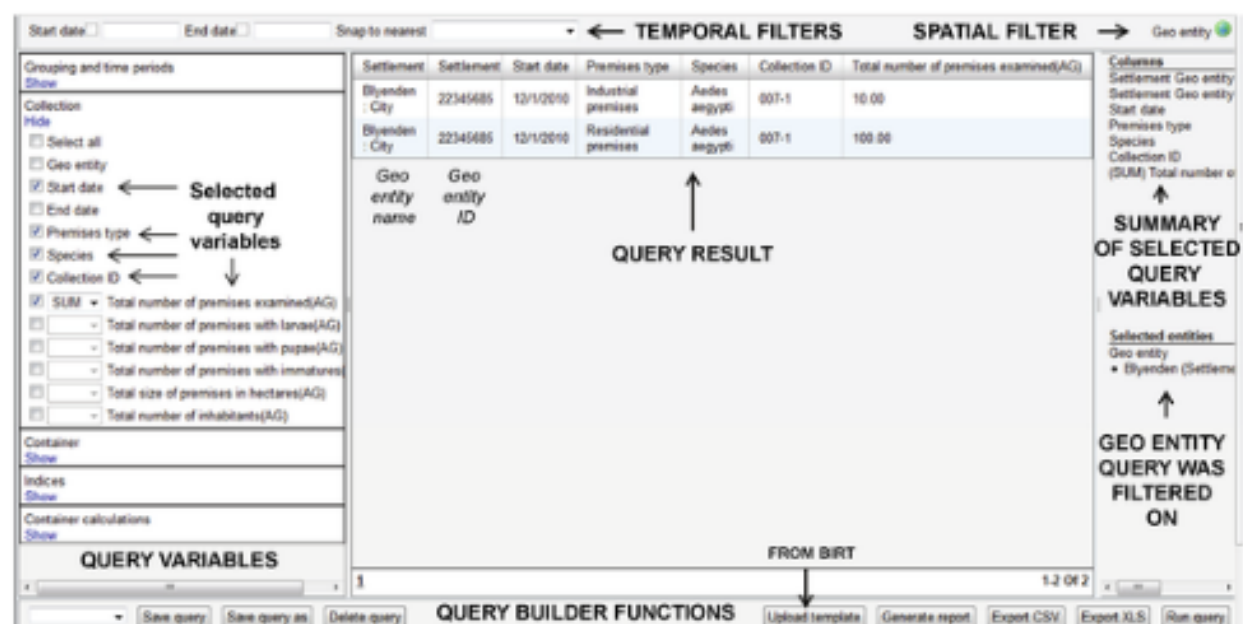 Start date End date Snap to nearest ← TEMPORAL FILTERS SPATIAL FILTER → Geo entity
Grouping and time periods
Show
Collection
Hide
Select all
Geo entity
Start date
End date
Premises type
Species
Collection ID
SUM Total number of premises examined(AG)
Total number of premises with larvae(AG)
Total number of premises with pupae(AG)
Total number of premises with immatures(
Total size of premises in hectares(AG)
Total number of inhabitants(AG)
Selected
query
variables
Container
Show
Indices
Show
Container calculations
Show
QUERY VARIABLES
Settlement Settlement Start date Premises type Species Collection ID Total number of premises examined(AG)
Blyenden : City 22345685 12/1/2010 Industrial premises Aedes aegypti 007-1 10.00
Blyenden : City 22345685 12/1/2010 Residential premises Aedes aegypti 007-1 100.00
Geo entity name
Geo entity ID
QUERY RESULT
FROM BIRT
1 1-2 Of 2
Columns
Settlement Geo entity
Settlement Geo entity
Start date
Premises type
Species
Collection ID
(SUM) Total number o
SUMMARY
OF SELECTED
QUERY
VARIABLES
Selected entities
Geo entity
• Blyenden (Settleme
GEO ENTITY
QUERY WAS
FILTERED
ON
Save query Save query as Delete query QUERY BUILDER FUNCTIONS Upload template Generate report Export CSV Export XLS Run query